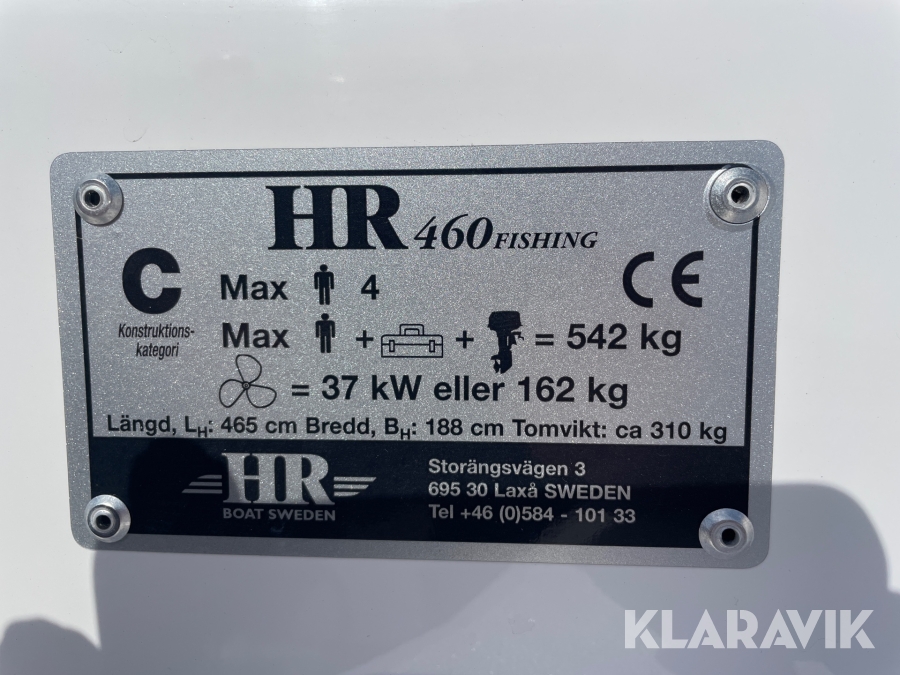 HR 460 FISHING
C
Konstruktions-
kategori
Max 4
CE
Max + + = 542 kg
= 37 kW eller 162 kg
Längd, LH: 465 cm Bredd, BH: 188 cm Tomvikt: ca 310 kg
HR
BOAT SWEDEN
Storängsvägen 3
695 30 Laxå SWEDEN
Tel +46 (0)584 - 101 33
KLARAVIK